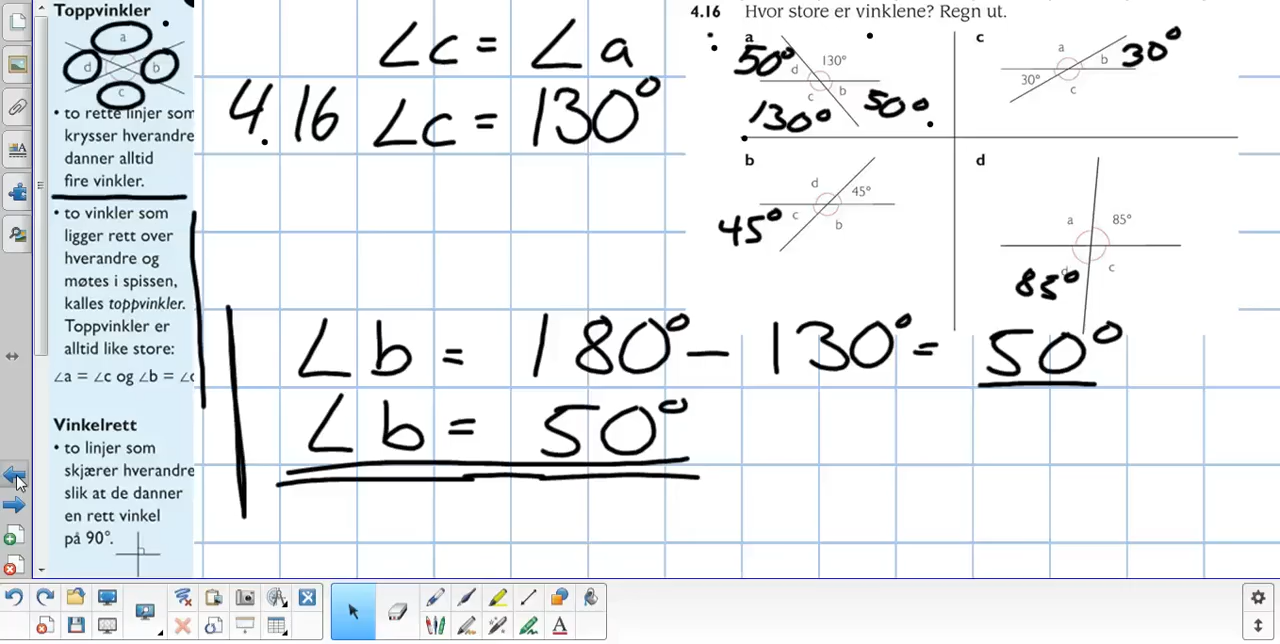 Toppvinkler
a
d
b
c
• to rette linjer som
krysser hverandre
danner alltid
fire vinkler.
• to vinkler som
ligger rett over
hverandre og
møtes i spissen,
kalles toppvinkler.
Toppvinkler er
alltid like store:
∠a = ∠c og ∠b = ∠
Vinkelrett
• to linjer som
skjærer hverandre
slik at de danner
en rett vinkel
på 90°.
∠c = ∠a
4.16 ∠c = 130°
4.16 Hvor store er vinklene? Regn ut.
a
50° d 130°
c b
130° 50°
c
a
b 30°
30°
c
b
d 45°
45° c
b
d
a 85°
d c
85°
∠b = 180° – 130° = 50°
∠b = 50°
A